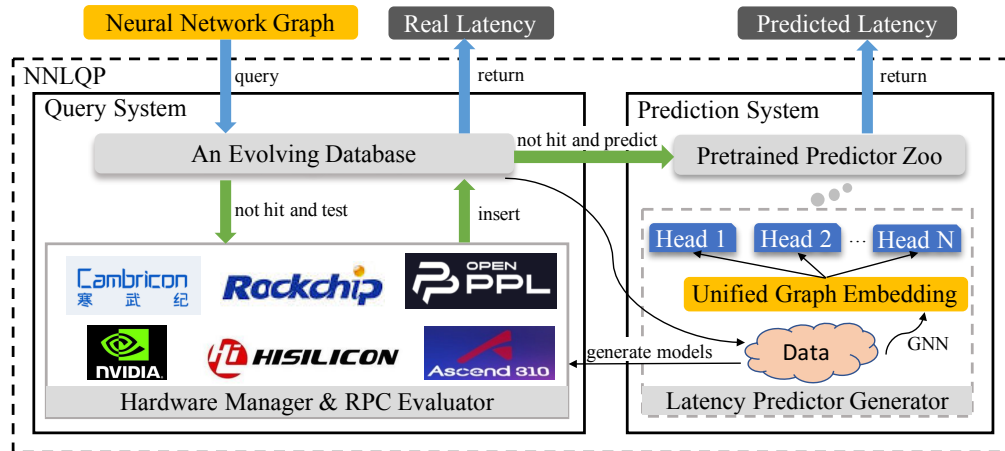 Neural Network Graph
Real Latency
Predicted Latency
query
return
return
NNLQP
Query System
Prediction System
An Evolving Database
not hit and predict
Pretrained Predictor Zoo
not hit and test
insert
Head 1
Head 2
...
Head N
Cambricon
寒武纪
Rockchip
OPEN
PPL
Unified Graph Embedding
GNN
NVIDIA
HISILICON
Ascend 310
generate models
Data
Hardware Manager & RPC Evaluator
Latency Predictor Generator